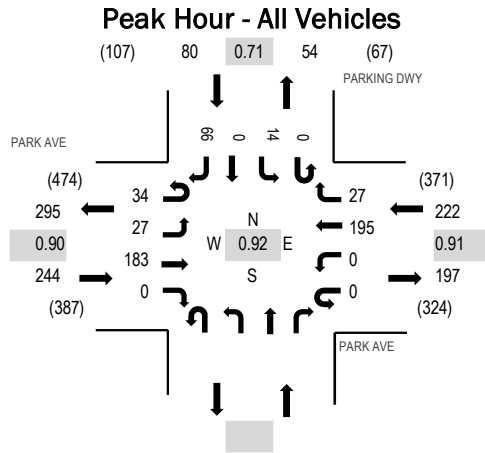 Peak Hour - All Vehicles
(107) 80 0.71 54 (67)
PARKING DWY
66 0 14 0
PARK AVE
(474) 34 27 (371)
295 222
27 195
N
0.90 W 0.92 E 0.91
183 0
S
244 197
0 0
(387) (324)
PARK AVE